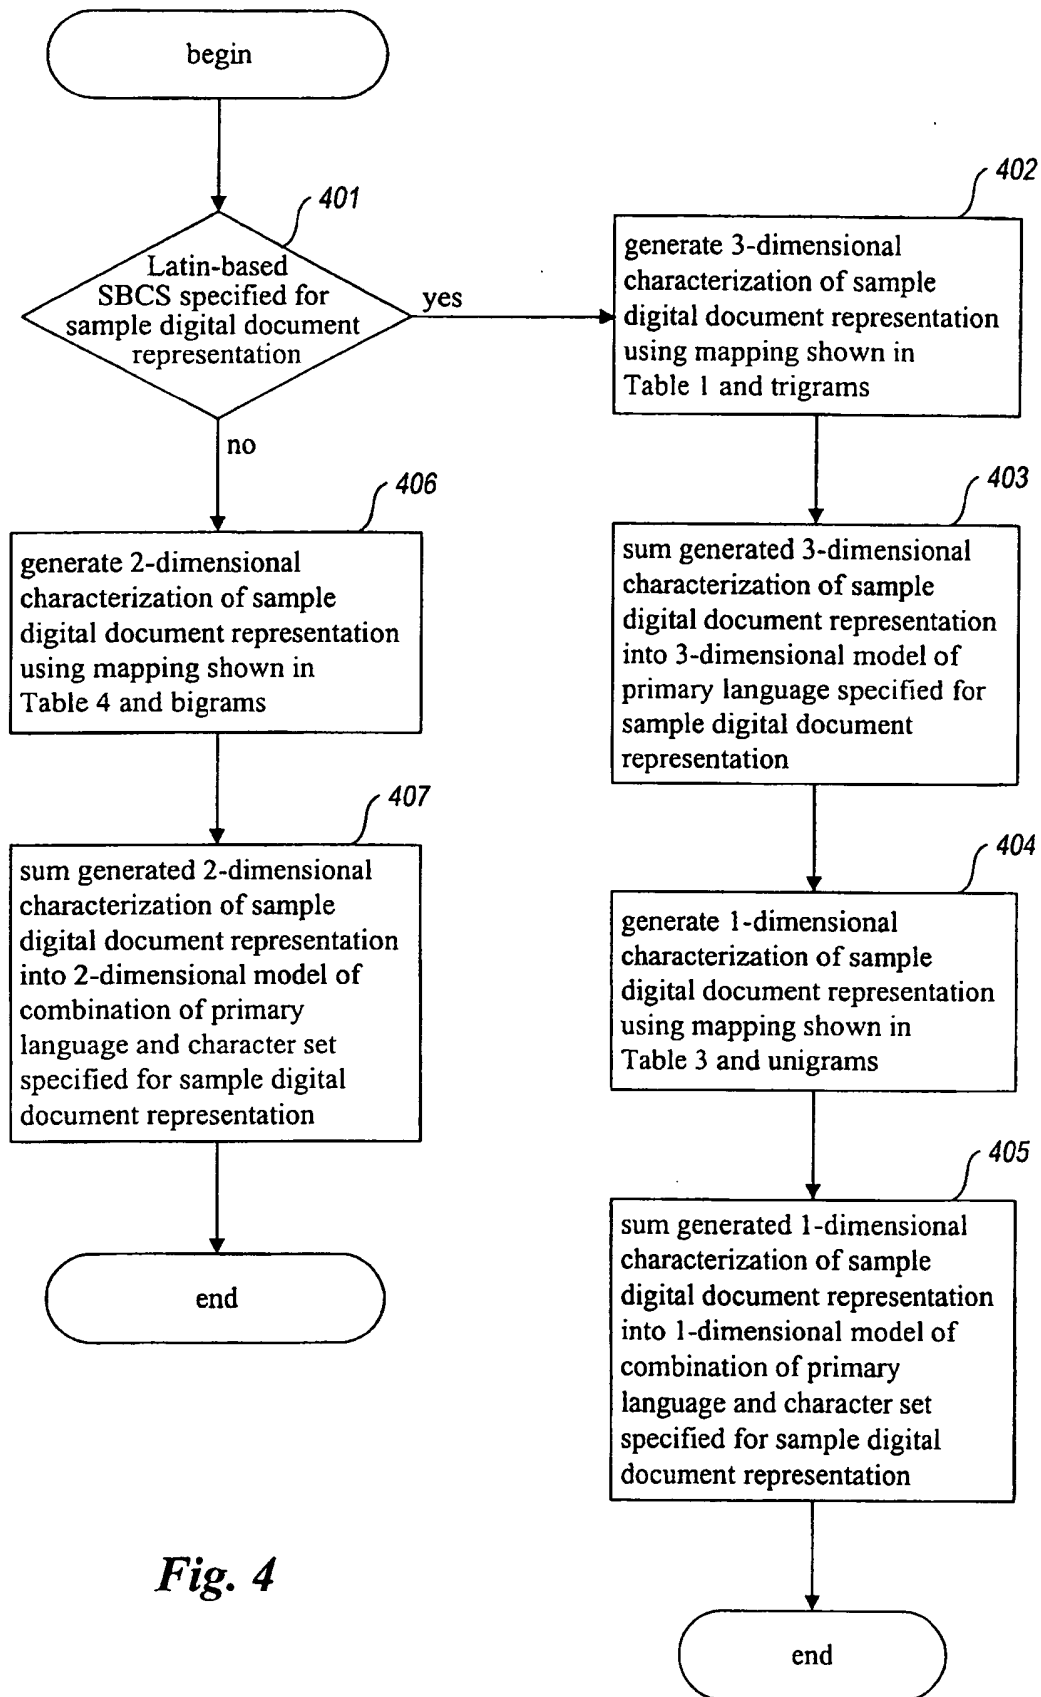 begin
401
Latin-based
SBCS specified for
sample digital document
representation
yes
no
402
generate 3-dimensional
characterization of sample
digital document representation
using mapping shown in
Table 1 and trigrams
403
sum generated 3-dimensional
characterization of sample
digital document representation
into 3-dimensional model of
primary language specified for
sample digital document
representation
404
generate 1-dimensional
characterization of sample
digital document representation
using mapping shown in
Table 3 and unigrams
405
sum generated 1-dimensional
characterization of sample
digital document representation
into 1-dimensional model of
combination of primary
language and character set
specified for sample digital
document representation
end
406
generate 2-dimensional
characterization of sample
digital document representation
using mapping shown in
Table 4 and bigrams
407
sum generated 2-dimensional
characterization of sample
digital document representation
into 2-dimensional model of
combination of primary
language and character set
specified for sample digital
document representation
end
Fig. 4